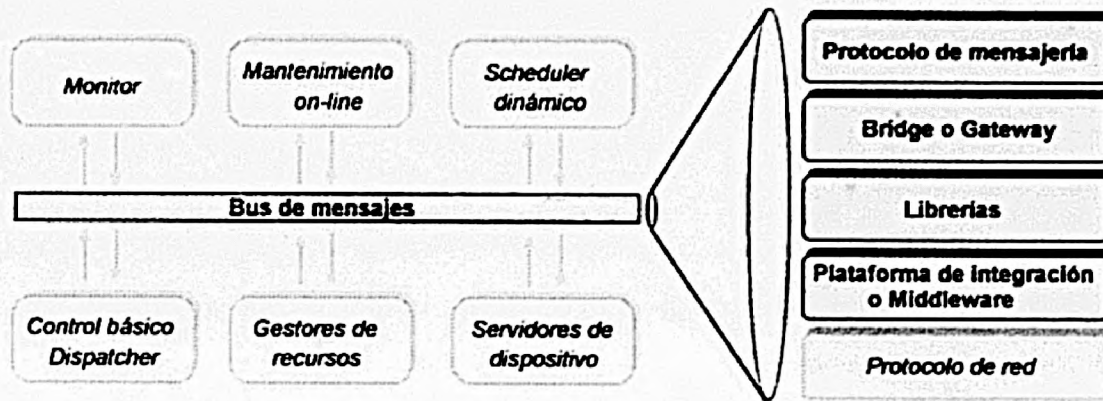 Monitor
Mantenimiento
on-line
Scheduler
dinámico
Bus de mensajes
Control básico
Dispatcher
Gestores de
recursos
Servidores de
dispositivo
Protocolo de mensajería
Bridge o Gateway
Librerías
Plataforma de integración
o Middleware
Protocolo de red